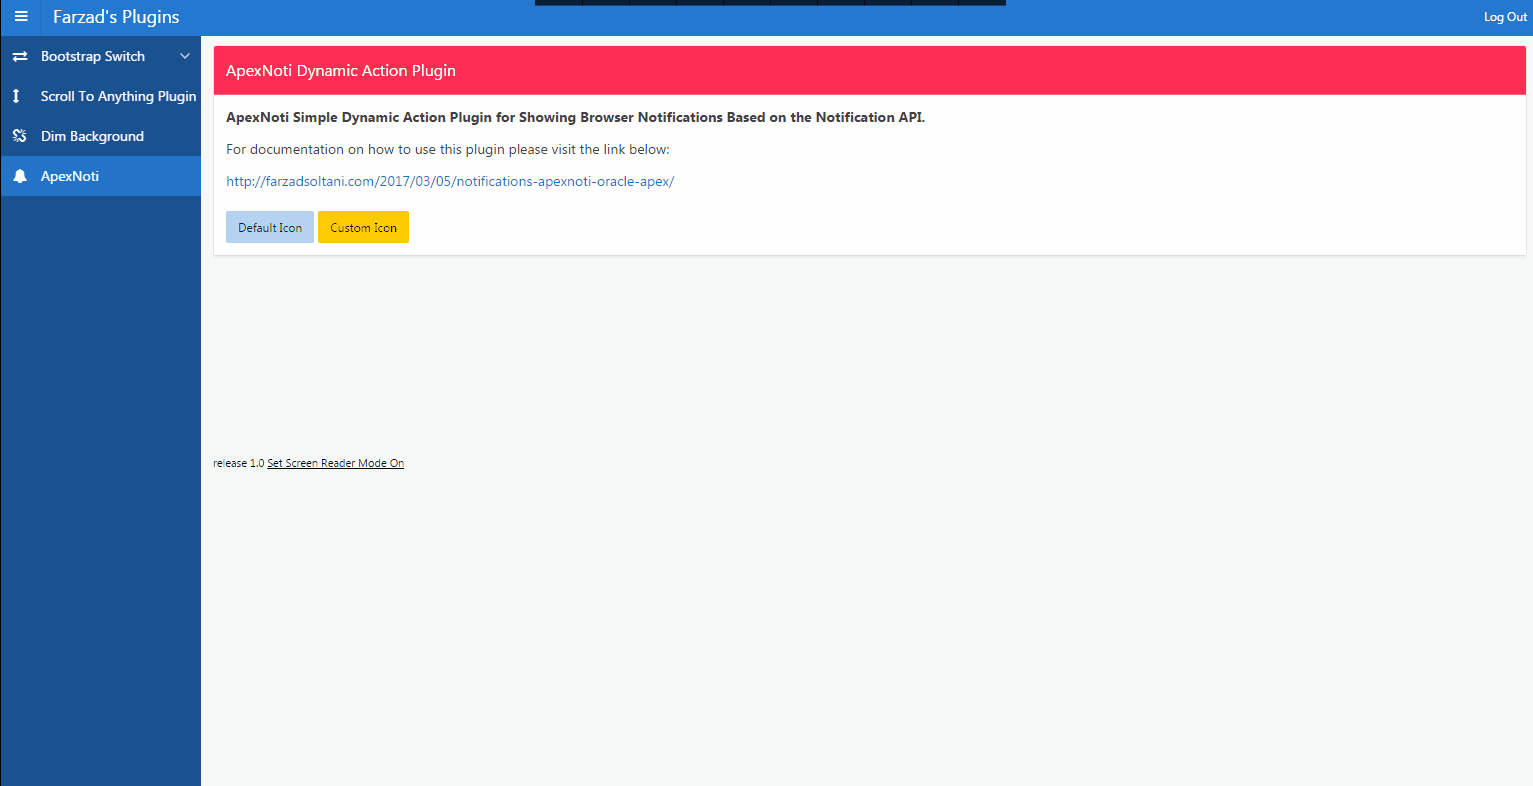 Farzad's Plugins
Log Out
Bootstrap Switch
Scroll To Anything Plugin
Dim Background
ApexNoti
ApexNoti Dynamic Action Plugin
ApexNoti Simple Dynamic Action Plugin for Showing Browser Notifications Based on the Notification API.
For documentation on how to use this plugin please visit the link below:
http://farzadsoltani.com/2017/03/05/notifications-apexnoti-oracle-apex/
Default Icon Custom Icon
release 1.0 Set Screen Reader Mode On